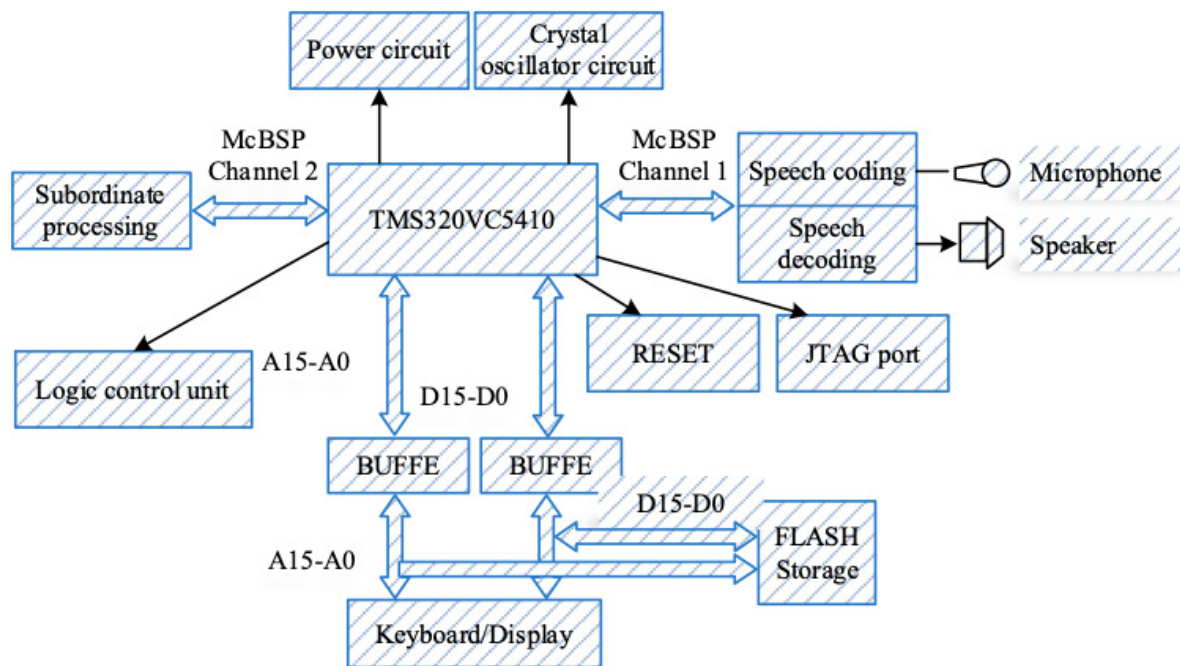 Power circuit
Crystal
oscillator circuit
McBSP
Channel 2
McBSP
Channel 1
Subordinate
processing
TMS320VC5410
Speech coding
Microphone
Speech
decoding
Speaker
Logic control unit
A15-A0
D15-D0
RESET
JTAG port
BUFFE
BUFFE
D15-D0
A15-A0
FLASH
Storage
Keyboard/Display